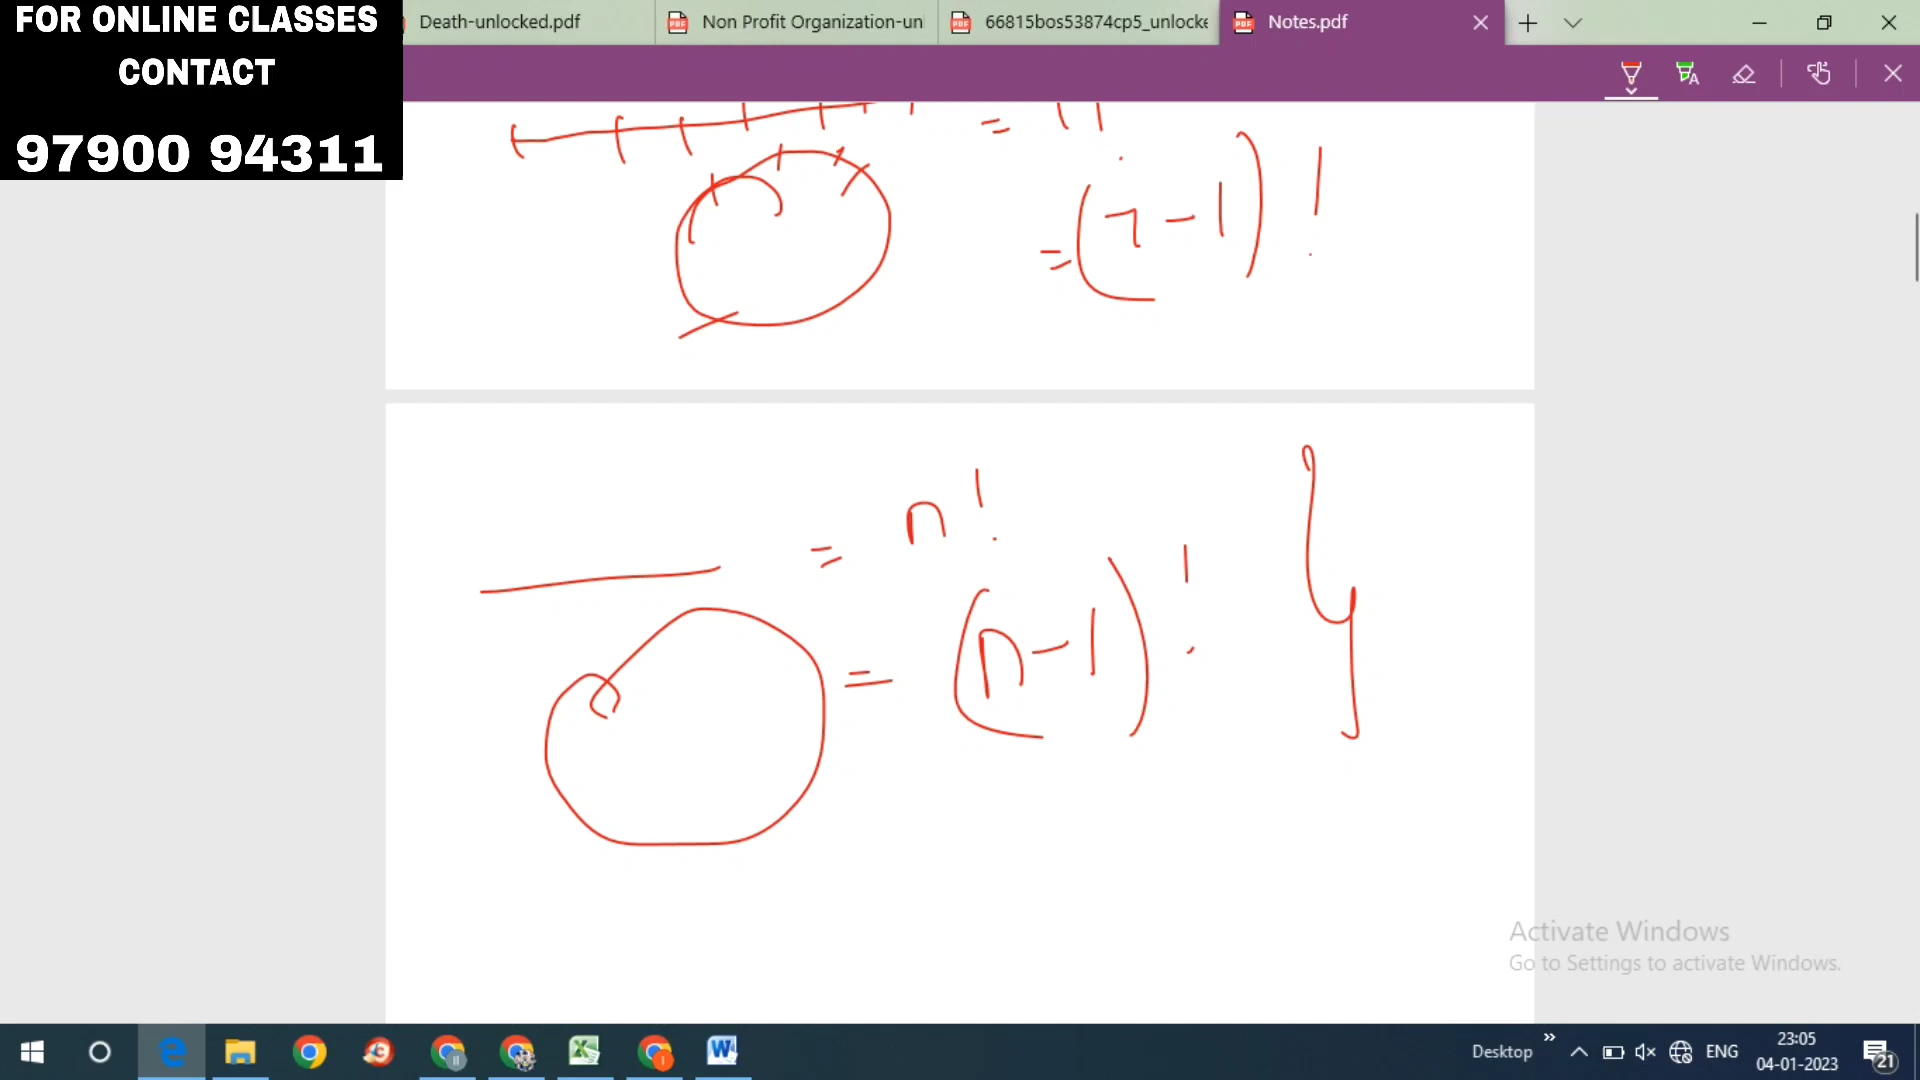 FOR ONLINE CLASSES
CONTACT
97900 94311
Death-unlocked.pdf
Non Profit Organization-un
66815bos53874cp5_unlocke
Notes.pdf
=
= (7-1)!
= n!
= (n-1)!
Activate Windows
Go to Settings to activate Windows.
Desktop
ENG
23:05
04-01-2023
21